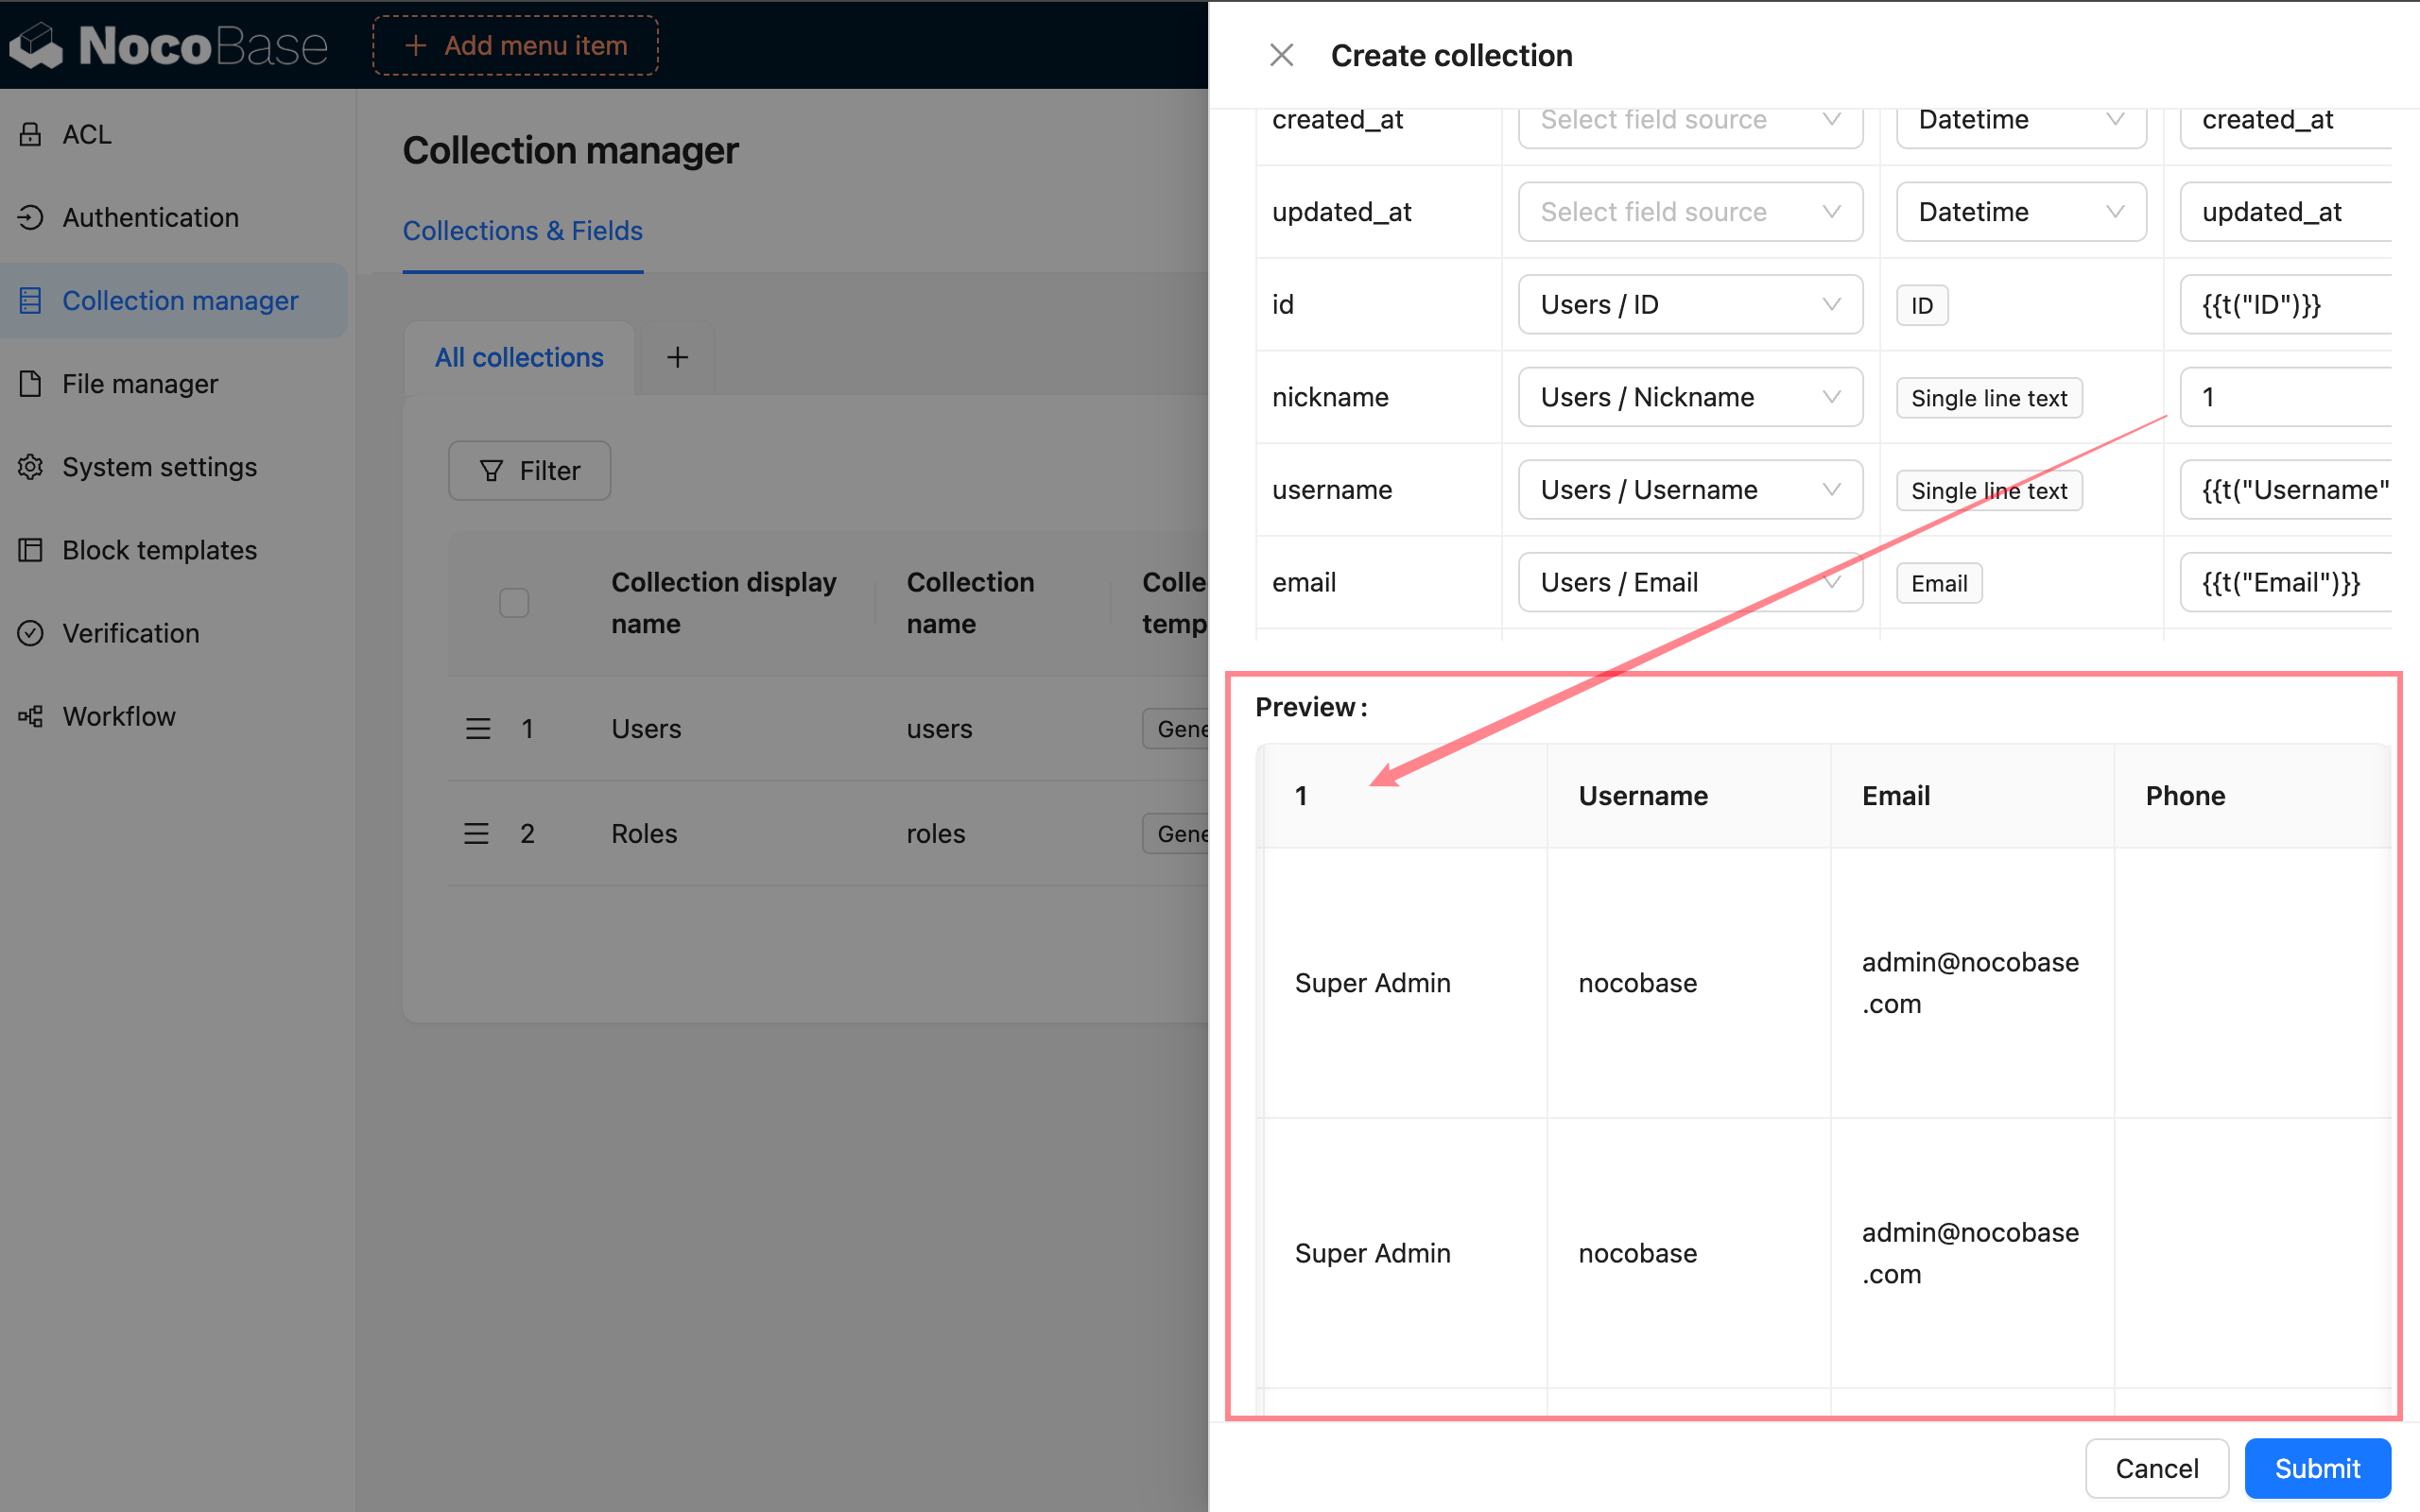 NocoBase
Add menu item
ACL
Authentication
Collection manager
File manager
System settings
Block templates
Verification
Workflow
Collection manager
Collections & Fields
All collections
Filter
Collection display name
Collection name
Colle
temp
1 Users users Gene
2 Roles roles Gene
Create collection
created_at Select field source Datetime created_at
updated_at Select field source Datetime updated_at
id Users / ID ID {{t("ID")}}
nickname Users / Nickname Single line text 1
username Users / Username Single line text {{t("Username"
email Users / Email Email {{t("Email")}}
Preview :
1 Username Email Phone
Super Admin nocobase admin@nocobase
.com
Super Admin nocobase admin@nocobase
.com
Cancel Submit